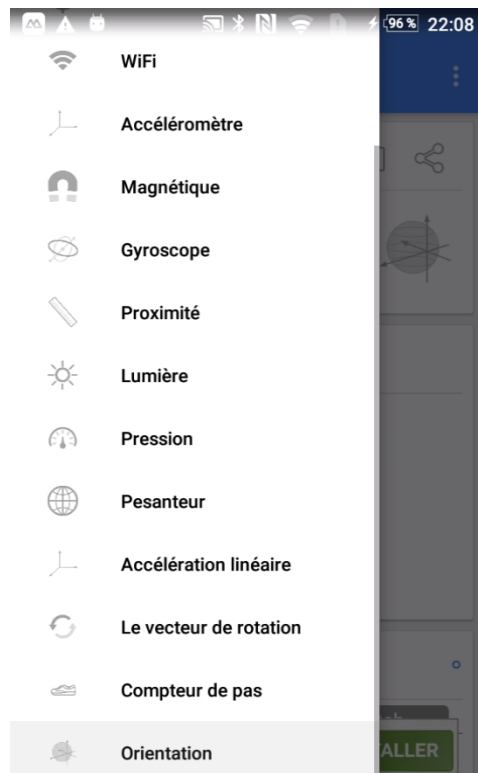 96 % 22:08
WiFi
Accéléromètre
Magnétique
Gyroscope
Proximité
Lumière
Pression
Pesanteur
Accélération linéaire
Le vecteur de rotation
Compteur de pas
Orientation
ALLER